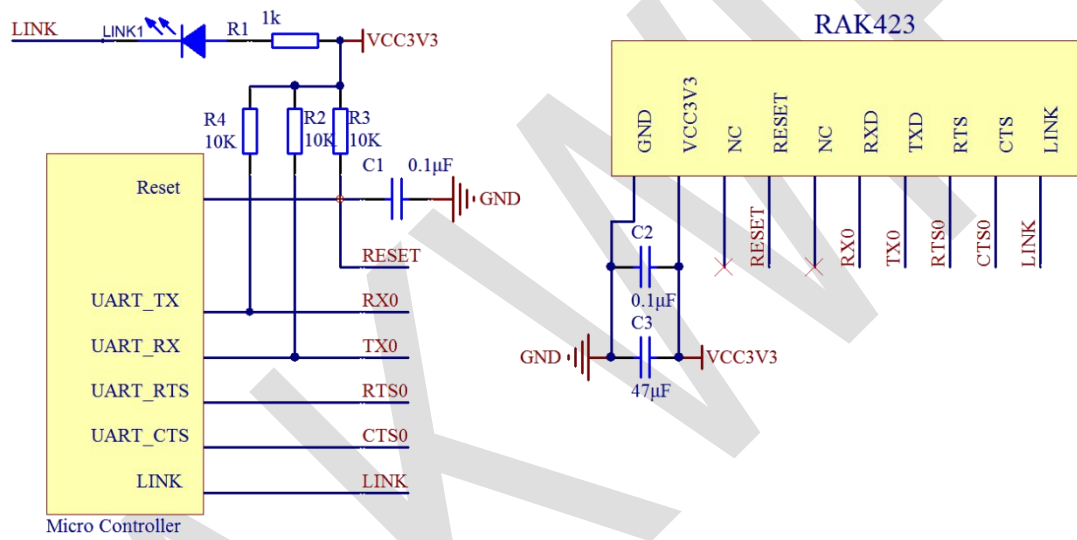 LINK
LINK1
R1
1k
VCC3V3
R4
10K
R2
10K
R3
10K
C1
0.1μF
GND
Reset
RESET
UART_TX
RX0
UART_RX
TX0
UART_RTS
RTS0
UART_CTS
CTS0
LINK
LINK
Micro Controller
RAK423
GND
VCC3V3
NC
RESET
NC
RXD
TXD
RTS
CTS
LINK
RESET
RX0
TX0
RTS0
CTS0
LINK
C2
0.1μF
C3
GND
VCC3V3
47μF